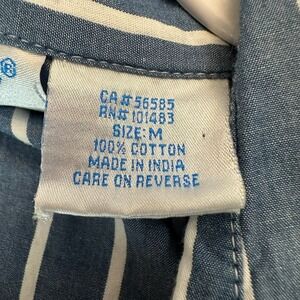 ®
CA# 56585
RN# 101483
SIZE: M
100% COTTON
MADE IN INDIA
CARE ON REVERSE